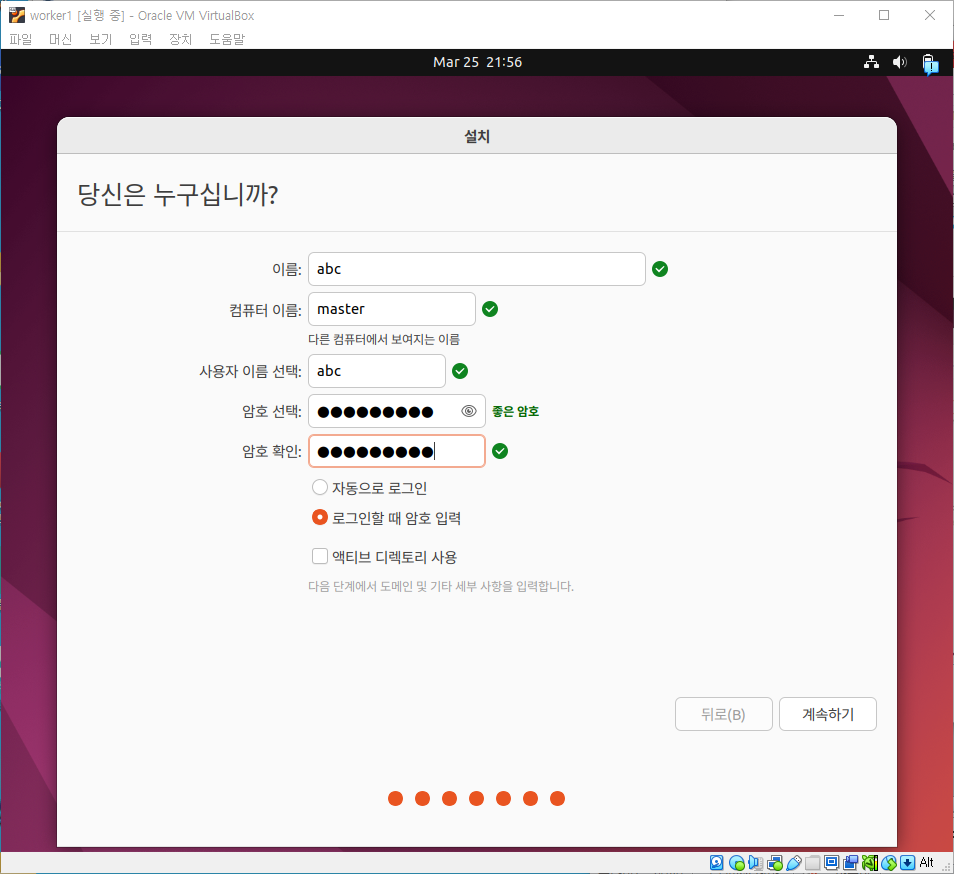 worker1 [실행 중] - Oracle VM VirtualBox
파일 머신 보기 입력 장치 도움말
Mar 25 21:56
설치
당신은 누구십니까?
이름: abc
컴퓨터 이름: master
다른 컴퓨터에서 보여지는 이름
사용자 이름 선택: abc
암호 선택: ●●●●●●●●● 좋은 암호
암호 확인: ●●●●●●●●●
자동으로 로그인
로그인할 때 암호 입력
액티브 디렉토리 사용
다음 단계에서 도메인 및 기타 세부 사항을 입력합니다.
뒤로(B) 계속하기
Alt